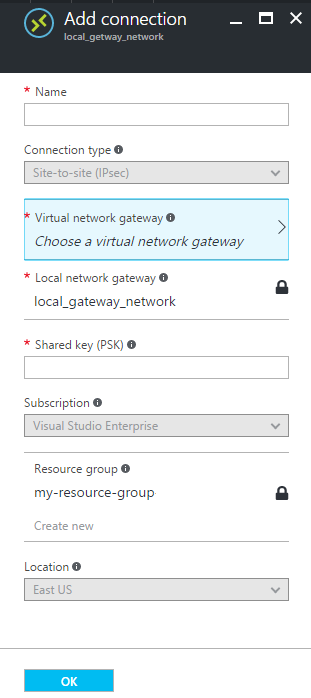 Add connection
local_getway_network
* Name
Connection type
Site-to-site (IPsec)
* Virtual network gateway
Choose a virtual network gateway
* Local network gateway
local_gateway_network
* Shared key (PSK)
Subscription
Visual Studio Enterprise
Resource group
my-resource-group
Create new
Location
East US
OK